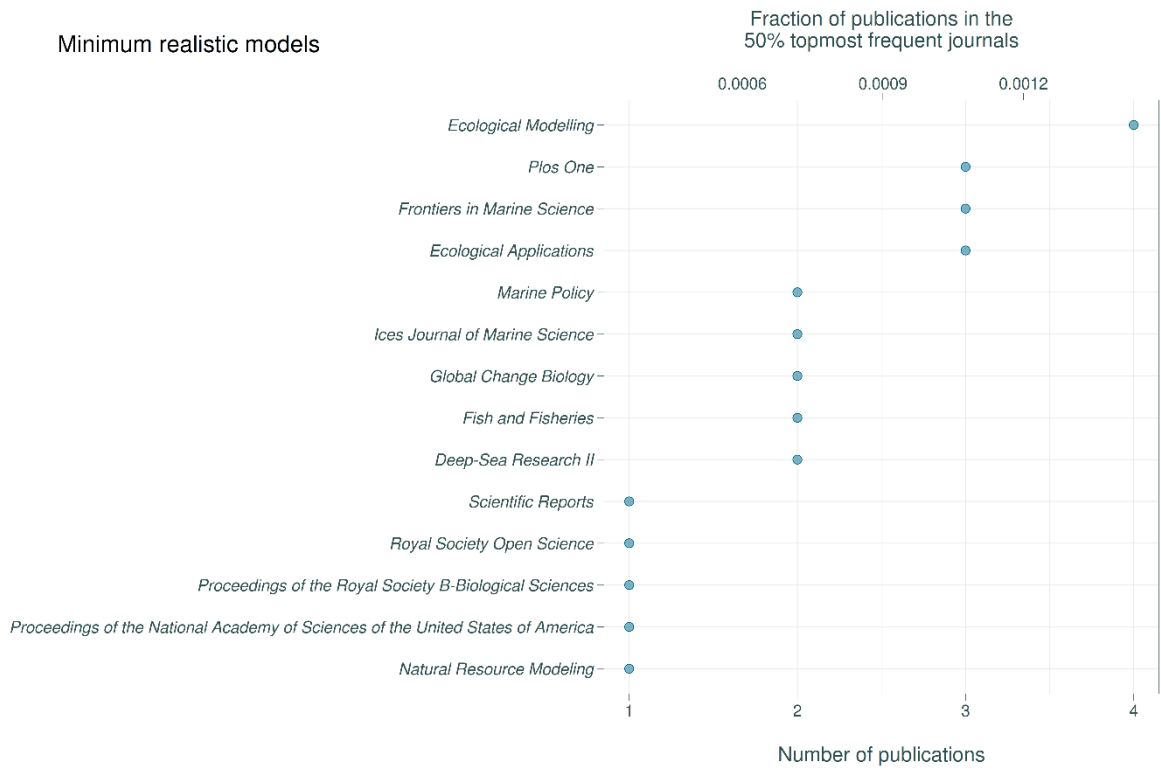 Minimum realistic models
Fraction of publications in the
50% topmost frequent journals
0.0006 0.0009 0.0012
Ecological Modelling
Plos One
Frontiers in Marine Science
Ecological Applications
Marine Policy
Ices Journal of Marine Science
Global Change Biology
Fish and Fisheries
Deep-Sea Research II
Scientific Reports
Royal Society Open Science
Proceedings of the Royal Society B-Biological Sciences
Proceedings of the National Academy of Sciences of the United States of America
Natural Resource Modeling
1 2 3 4
Number of publications